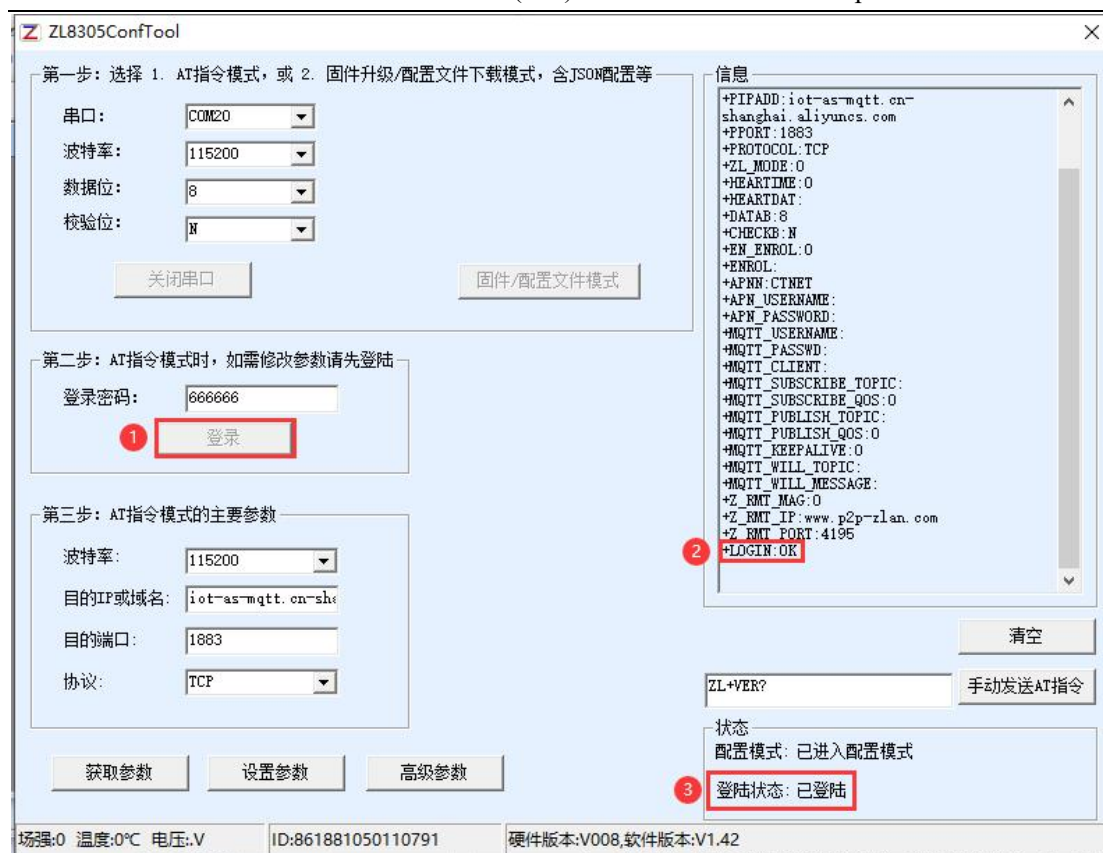 ZL8305ConfTool
第一步：选择 1. AT指令模式，或 2. 固件升级/配置文件下载模式，含JSON配置等
串口：
COM20
波特率：
115200
数据位：
8
校验位：
N
关闭串口
固件/配置文件模式
第二步：AT指令模式时，如需修改参数请先登陆
登录密码：
666666
1
登录
第三步：AT指令模式的主要参数
波特率:
115200
目的IP或域名:
iot-as-mqtt.cn-sha
目的端口:
1883
协议:
TCP
获取参数
设置参数
高级参数
信息
+PIPADD:iot-as-mqtt.cn-
shanghai.aliyuncs.com
+PPORT:1883
+PROTOCOL:TCP
+ZL_MODE:0
+HEARTIME:0
+HEARTDAT:
+DATAB:8
+CHECKB:N
+EN_ENROL:0
+ENROL:
+APNN:CTNET
+APN_USERNAME:
+APN_PASSWORD:
+MQTT_USERNAME:
+MQTT_PASSWD:
+MQTT_CLIENT:
+MQTT_SUBSCRIBE_TOPIC:
+MQTT_SUBSCRIBE_QOS:0
+MQTT_PUBLISH_TOPIC:
+MQTT_PUBLISH_QOS:0
+MQTT_KEEPALIVE:0
+MQTT_WILL_TOPIC:
+MQTT_WILL_MESSAGE:
+Z_RMT_MAG:0
+Z_RMT_IP:www.p2p-zlan.com
+Z_RMT_PORT:4195
2
+LOGIN:OK
清空
ZL+VER?
手动发送AT指令
状态
配置模式: 已进入配置模式
3
登陆状态: 已登陆
场强:0 温度:0℃ 电压:.V
ID:861881050110791
硬件版本:V008,软件版本:V1.42